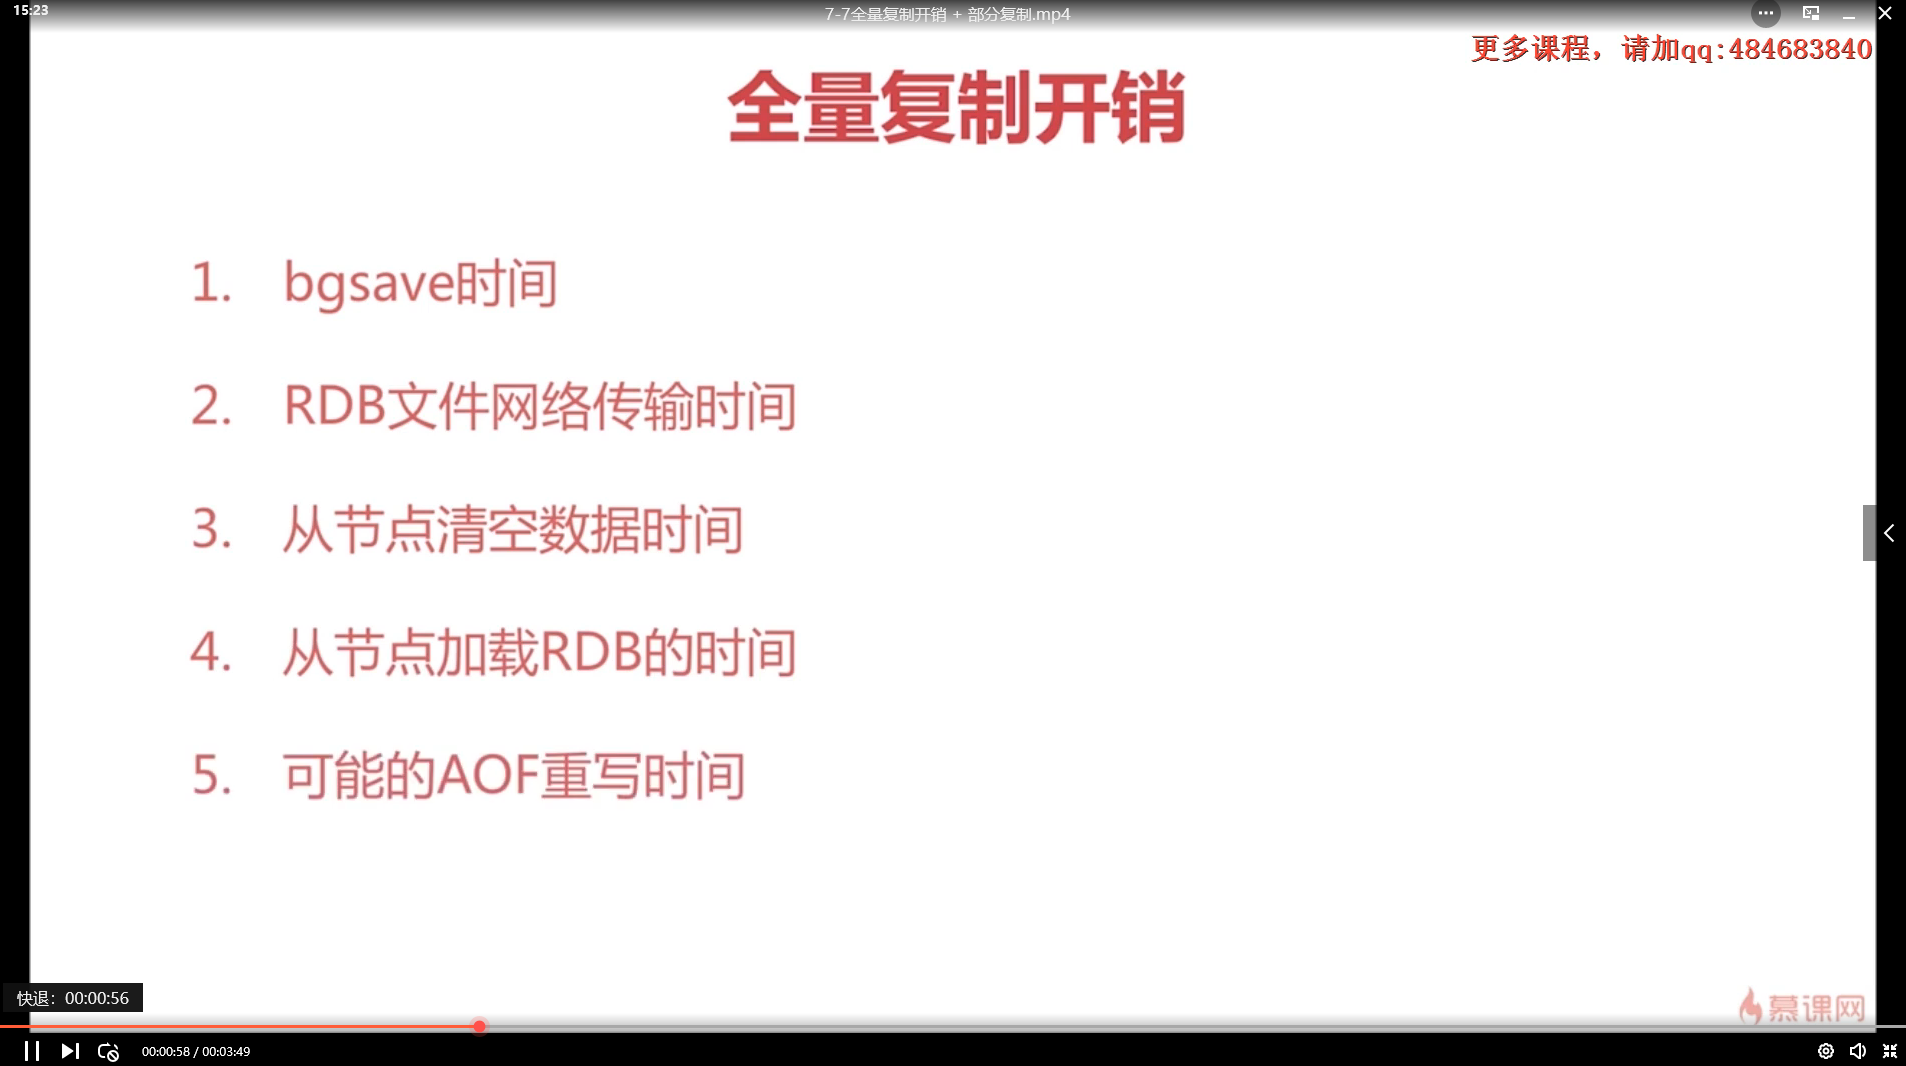 15:23
7-7全量复制开销 + 部分复制.mp4
更多课程，请加qq:484683840
全量复制开销
1. bgsave时间
2. RDB文件网络传输时间
3. 从节点清空数据时间
4. 从节点加载RDB的时间
5. 可能的AOF重写时间
慕课网
快退：00:00:56
00:00:58 / 00:03:49